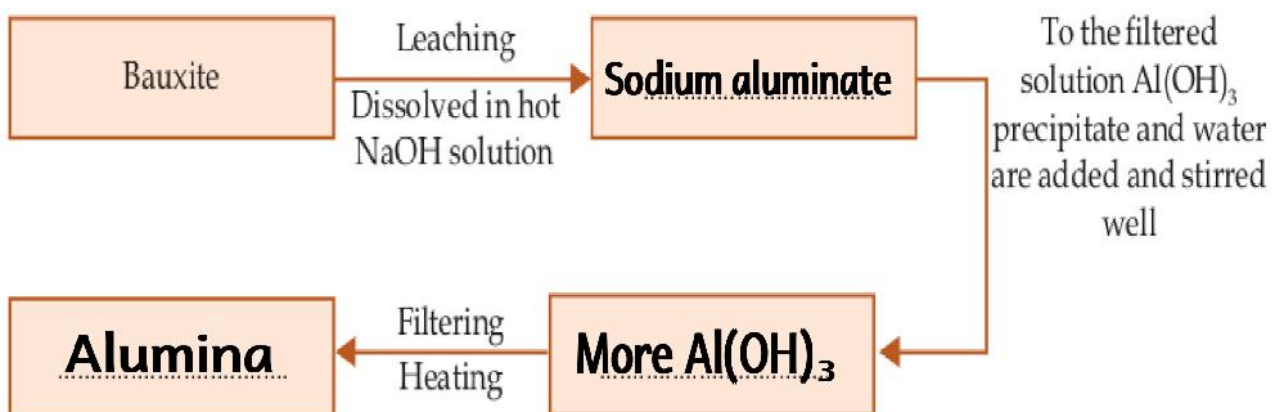 Bauxite
Leaching
Dissolved in hot
NaOH solution
Sodium aluminate
To the filtered
solution Al(OH)₃
precipitate and water
are added and stirred
well
More Al(OH)₃
Filtering
Heating
Alumina